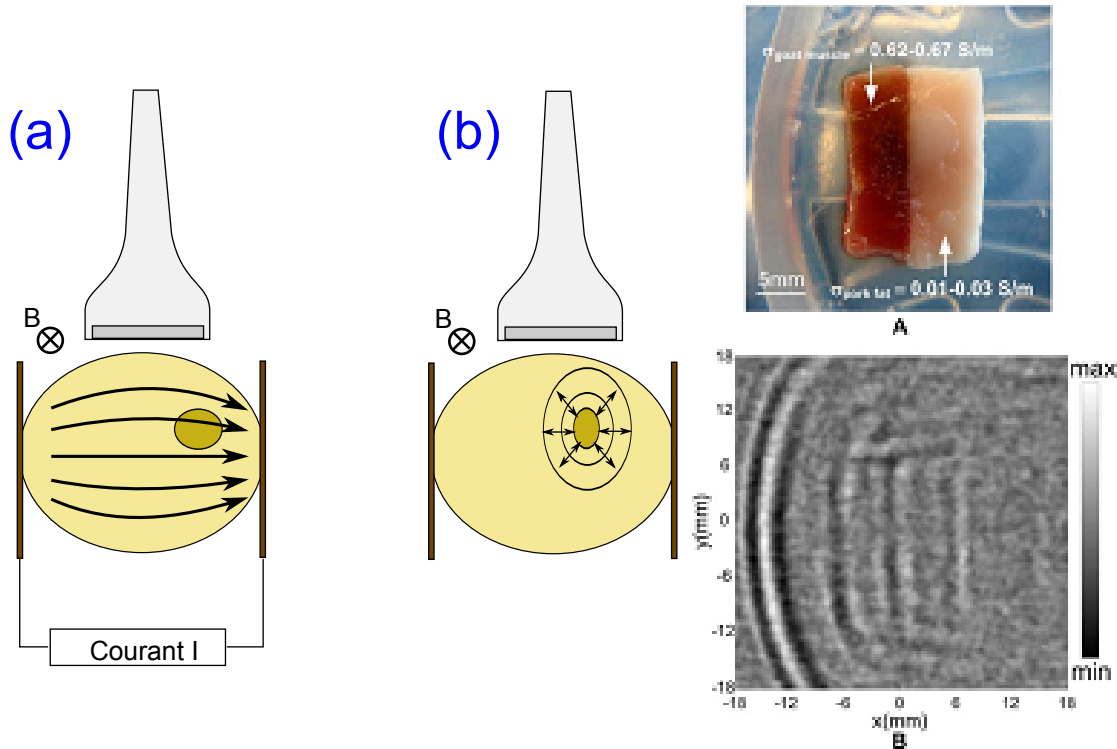 (a)
B
Courant I
(b)
B
σgoat muscle = 0.62-0.67 S/m
5mm
σpork fat = 0.01-0.03 S/m
A
18
12
6
0
-6
-12
-18
y(mm)
-18
-12
-6
0
6
12
18
x(mm)
B
max
min